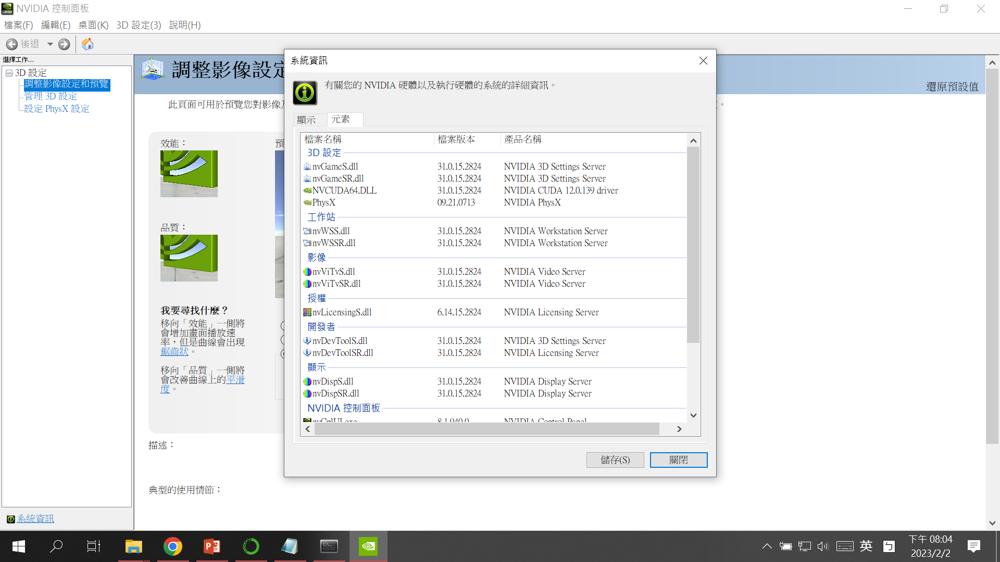 NVIDIA 控制面板
檔案(F) 編輯(E) 桌面(K) 3D 設定(3) 說明(H)
後退
選擇工作...
3D 設定
調整影像設定和預覽
管理 3D 設定
設定 PhysX 設定
系統資訊
調整影像設定
還原預設值
此頁面可用於預覽您對影像及
。
效能：
預
品質：
我要尋找什麼？
移向「效能」一側將
會增加畫面播放速
率，但是曲線會出現
鋸齒狀。
移向「品質」一側將
會改善曲線上的平滑
度。
描述：
典型的使用情節：
系統資訊
有關您的 NVIDIA 硬體以及執行硬體的系統的詳細資訊。
顯示 元素
檔案名稱 檔案版本 產品名稱
3D 設定
nvGameS.dll 31.0.15.2824 NVIDIA 3D Settings Server
nvGameSR.dll 31.0.15.2824 NVIDIA 3D Settings Server
NVCUDA64.DLL 31.0.15.2824 NVIDIA CUDA 12.0.139 driver
PhysX 09.21.0713 NVIDIA PhysX
工作站
nvWSS.dll 31.0.15.2824 NVIDIA Workstation Server
nvWSSR.dll 31.0.15.2824 NVIDIA Workstation Server
影像
nvViTvS.dll 31.0.15.2824 NVIDIA Video Server
nvViTvSR.dll 31.0.15.2824 NVIDIA Video Server
授權
nvLicensingS.dll 6.14.15.2824 NVIDIA Licensing Server
開發者
nvDevToolS.dll 31.0.15.2824 NVIDIA 3D Settings Server
nvDevToolSR.dll 31.0.15.2824 NVIDIA Licensing Server
顯示
nvDispS.dll 31.0.15.2824 NVIDIA Display Server
nvDispSR.dll 31.0.15.2824 NVIDIA Display Server
NVIDIA 控制面板
nvCplUI.exe 8.1.940.0 NVIDIA Control Panel
儲存(S) 關閉
英 ㄅ
下午 08:04
2023/2/2